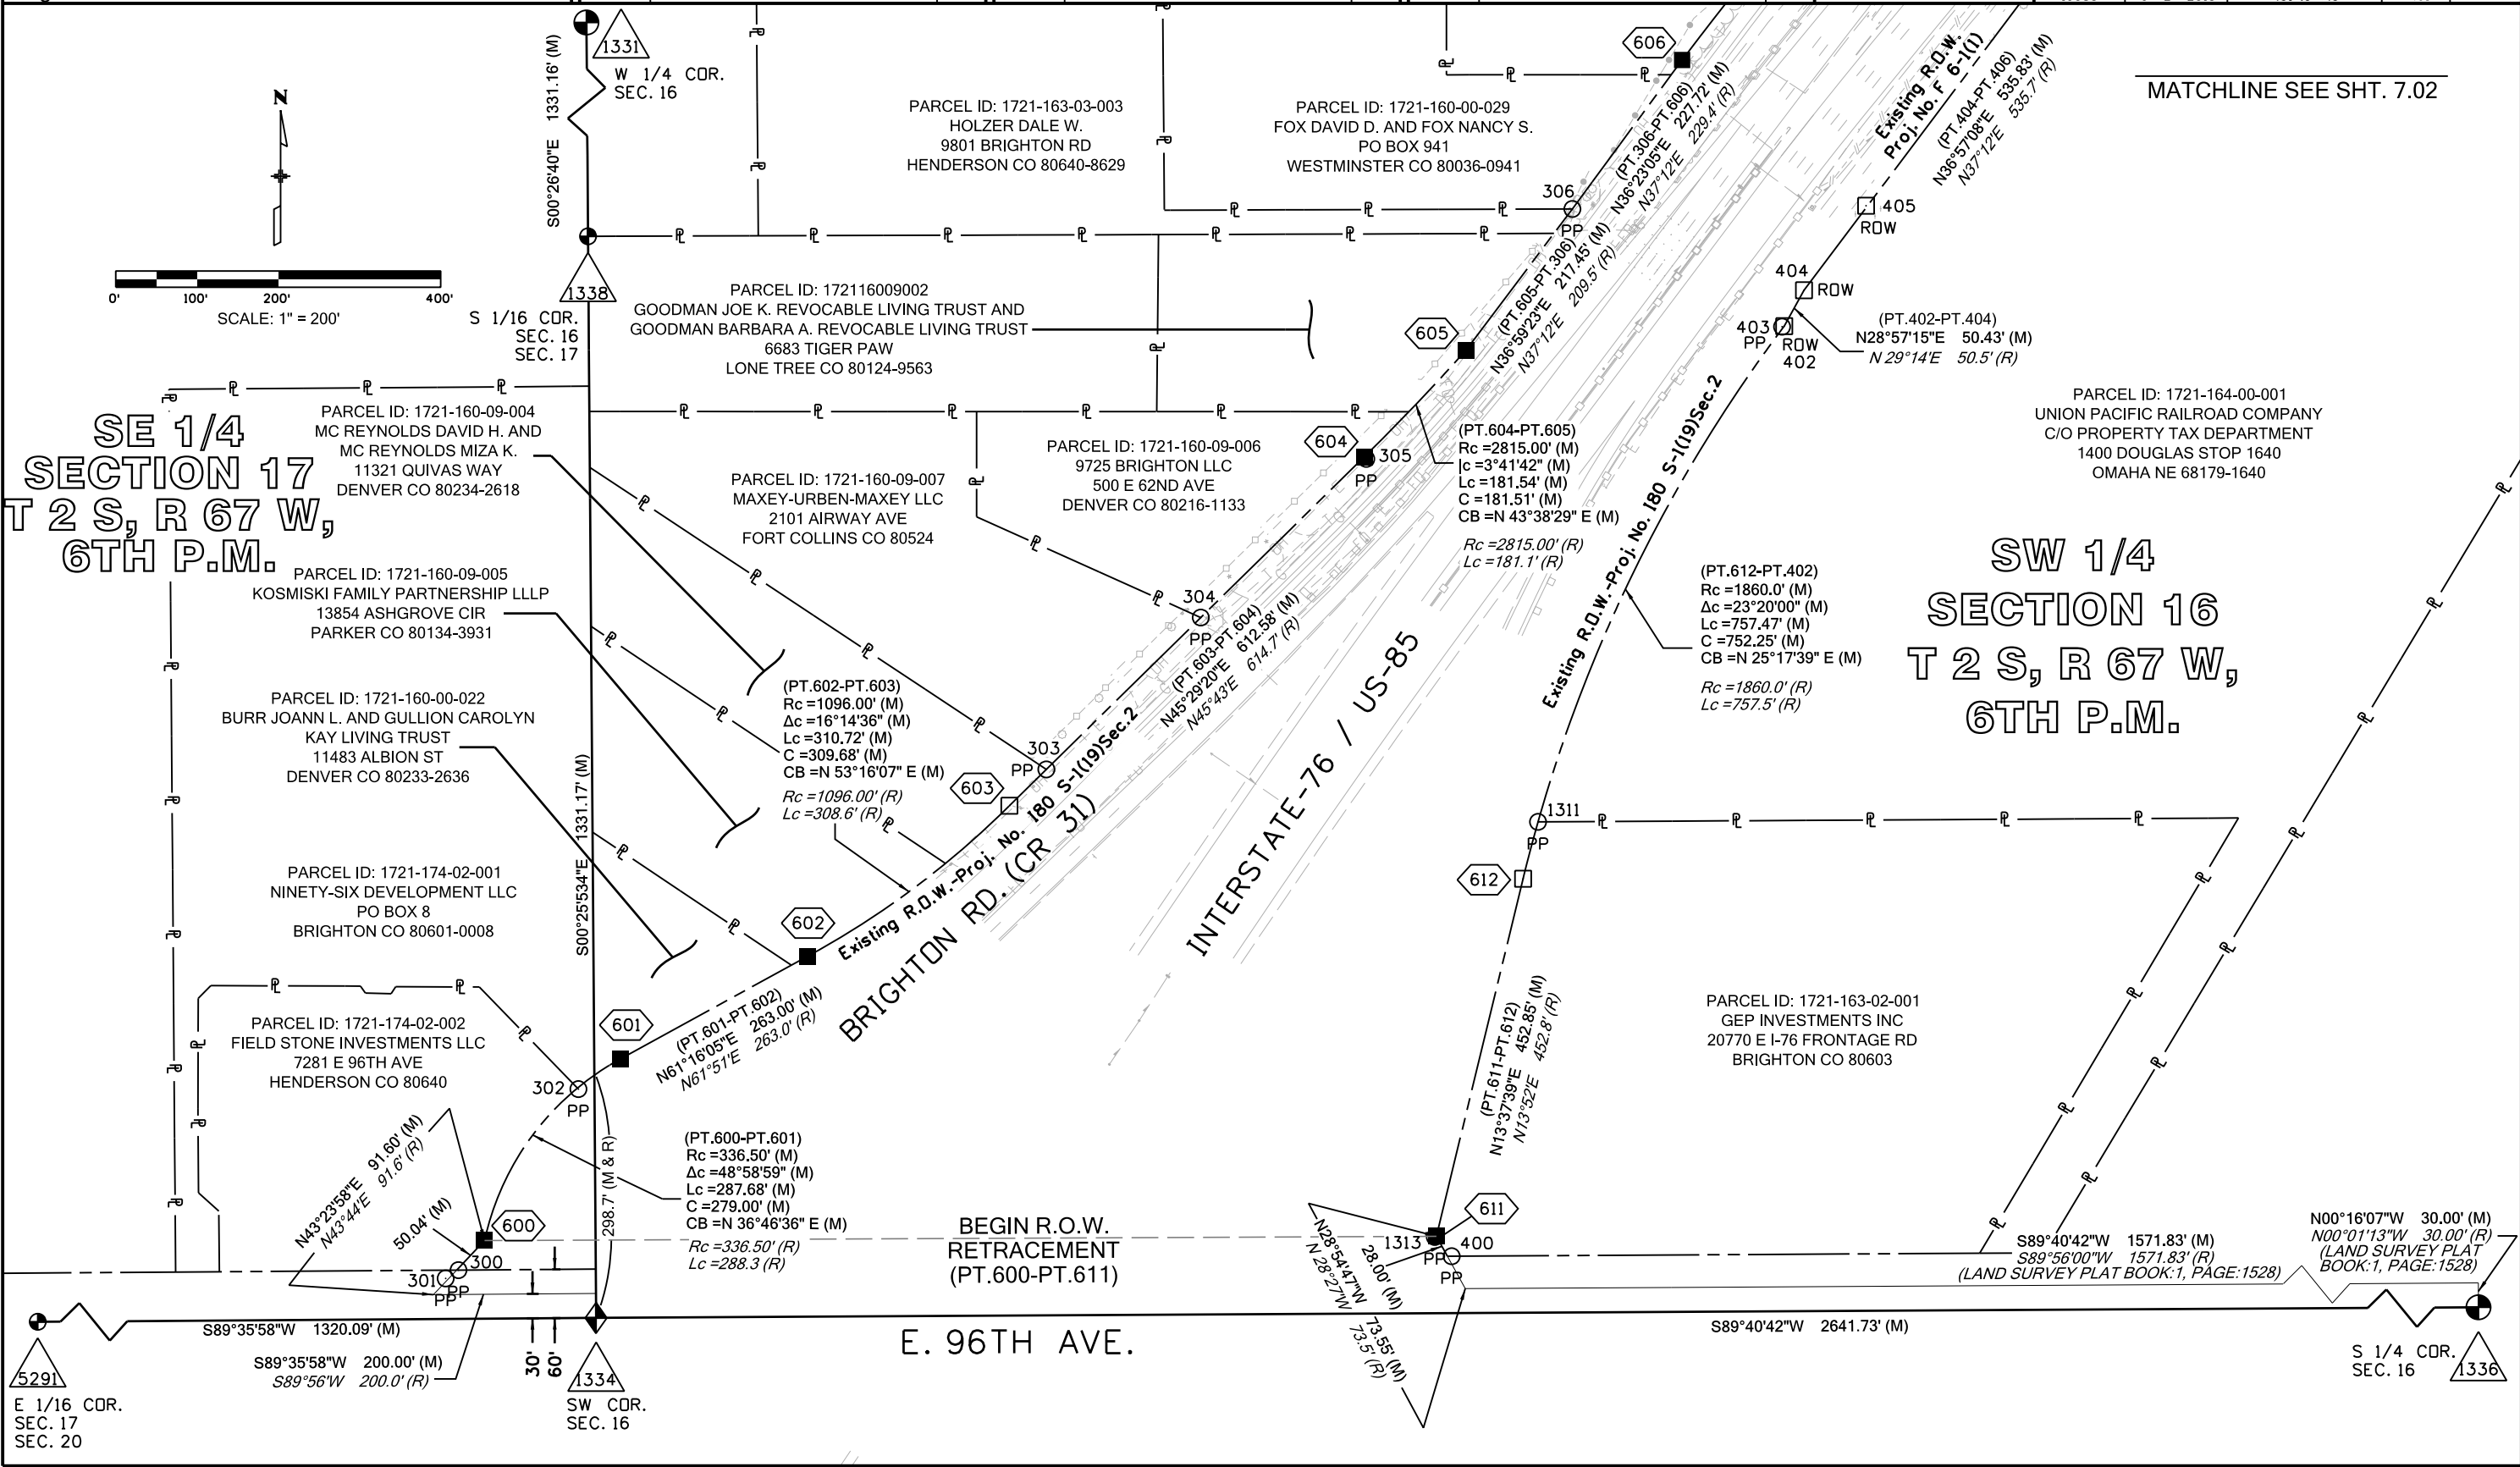 1331
W 1/4 COR.
SEC. 16
S00°26'40"E 1331.16' (M)
N
0' 100' 200' 400'
SCALE: 1" = 200'
1338
S 1/16 COR.
SEC. 16
SEC. 17
PARCEL ID: 1721-163-03-003
HOLZER DALE W.
9801 BRIGHTON RD
HENDERSON CO 80640-8629
PARCEL ID: 1721-160-00-029
FOX DAVID D. AND FOX NANCY S.
PO BOX 941
WESTMINSTER CO 80036-0941
606
(PT.306-PT.606)
N36°23'05"E 227.72' (M)
N37°12'E 229.4' (R)
306
PP
Existing R.O.W.
Proj. No. F 6-1(1)
(PT.404-PT.406)
N36°57'08"E 535.83' (M)
N37°12'E 535.7' (R)
MATCHLINE SEE SHT. 7.02
405
ROW
404
ROW
403
PP
ROW
402
(PT.402-PT.404)
N28°57'15"E 50.43' (M)
N 29°14'E 50.5' (R)
PARCEL ID: 172116009002
GOODMAN JOE K. REVOCABLE LIVING TRUST AND
GOODMAN BARBARA A. REVOCABLE LIVING TRUST
6683 TIGER PAW
LONE TREE CO 80124-9563
605
(PT.605-PT.306)
N36°59'23"E 217.45' (M)
N37°12'E 209.5' (R)
PARCEL ID: 1721-164-00-001
UNION PACIFIC RAILROAD COMPANY
C/O PROPERTY TAX DEPARTMENT
1400 DOUGLAS STOP 1640
OMAHA NE 68179-1640
SE 1/4
SECTION 17
T 2 S, R 67 W,
6TH P.M.
PARCEL ID: 1721-160-09-004
MC REYNOLDS DAVID H. AND
MC REYNOLDS MIZA K.
11321 QUIVAS WAY
DENVER CO 80234-2618
PARCEL ID: 1721-160-09-007
MAXEY-URBEN-MAXEY LLC
2101 AIRWAY AVE
FORT COLLINS CO 80524
PARCEL ID: 1721-160-09-006
9725 BRIGHTON LLC
500 E 62ND AVE
DENVER CO 80216-1133
604
305
PP
(PT.604-PT.605)
Rc =2815.00' (M)
|c =3°41'42" (M)
Lc =181.54' (M)
C =181.51' (M)
CB =N 43°38'29" E (M)
Rc =2815.00' (R)
Lc =181.1' (R)
Existing R.O.W.-Proj. No. I80 S-1(19)Sec.2
(PT.612-PT.402)
Rc =1860.0' (M)
Δc =23°20'00" (M)
Lc =757.47' (M)
C =752.25' (M)
CB =N 25°17'39" E (M)
Rc =1860.0' (R)
Lc =757.5' (R)
SW 1/4
SECTION 16
T 2 S, R 67 W,
6TH P.M.
PARCEL ID: 1721-160-09-005
KOSMISKI FAMILY PARTNERSHIP LLLP
13854 ASHGROVE CIR
PARKER CO 80134-3931
304
PP
(PT.603-PT.604)
N45°29'20"E 612.58' (M)
N45°43'E 614.7' (R)
PARCEL ID: 1721-160-00-022
BURR JOANN L. AND GULLION CAROLYN
KAY LIVING TRUST
11483 ALBION ST
DENVER CO 80233-2636
(PT.602-PT.603)
Rc =1096.00' (M)
Δc =16°14'36" (M)
Lc =310.72' (M)
C =309.68' (M)
CB =N 53°16'07" E (M)
Rc =1096.00' (R)
Lc =308.6' (R)
303
PP
603
Existing R.O.W.-Proj. No. I80 S-1(19)Sec.2
BRIGHTON RD. (CR 31)
INTERSTATE-76 / US-85
S00°25'534"E 1331.17' (M)
1311
PP
612
PARCEL ID: 1721-174-02-001
NINETY-SIX DEVELOPMENT LLC
PO BOX 8
BRIGHTON CO 80601-0008
602
601
(PT.601-PT.602)
N61°16'05"E 263.00' (M)
N61°51'E 263.0' (R)
PARCEL ID: 1721-174-02-002
FIELD STONE INVESTMENTS LLC
7281 E 96TH AVE
HENDERSON CO 80640
302
PP
(PT.611-PT.612)
N13°37'39"E 452.85' (M)
N13°52'E 452.8' (R)
PARCEL ID: 1721-163-02-001
GEP INVESTMENTS INC
20770 E I-76 FRONTAGE RD
BRIGHTON CO 80603
N43°23'58"E 91.60' (M)
N43°44'E 91.6' (R)
50.04' (M)
600
300
301
PP
PP
298.7' (M & R)
(PT.600-PT.601)
Rc =336.50' (M)
Δc =48°58'59" (M)
Lc =287.68' (M)
C =279.00' (M)
CB =N 36°46'36" E (M)
Rc =336.50' (R)
Lc =288.3 (R)
BEGIN R.O.W.
RETRACEMENT
(PT.600-PT.611)
611
1313
400
PP
PP
28.00' (M)
N28°54'47"W 73.55' (M)
N 28°27'W 73.5' (R)
S89°40'42"W 1571.83' (M)
S89°56'00"W 1571.83' (R)
(LAND SURVEY PLAT BOOK:1, PAGE:1528)
N00°16'07"W 30.00' (M)
N00°01'13"W 30.00' (R)
(LAND SURVEY PLAT
BOOK:1, PAGE:1528)
S89°35'58"W 1320.09' (M)
S89°35'58"W 200.00' (M)
S89°56'W 200.0' (R)
30'
60'
E. 96TH AVE.
S89°40'42"W 2641.73' (M)
5291
E 1/16 COR.
SEC. 17
SEC. 20
1334
SW COR.
SEC. 16
S 1/4 COR.
SEC. 16
1336